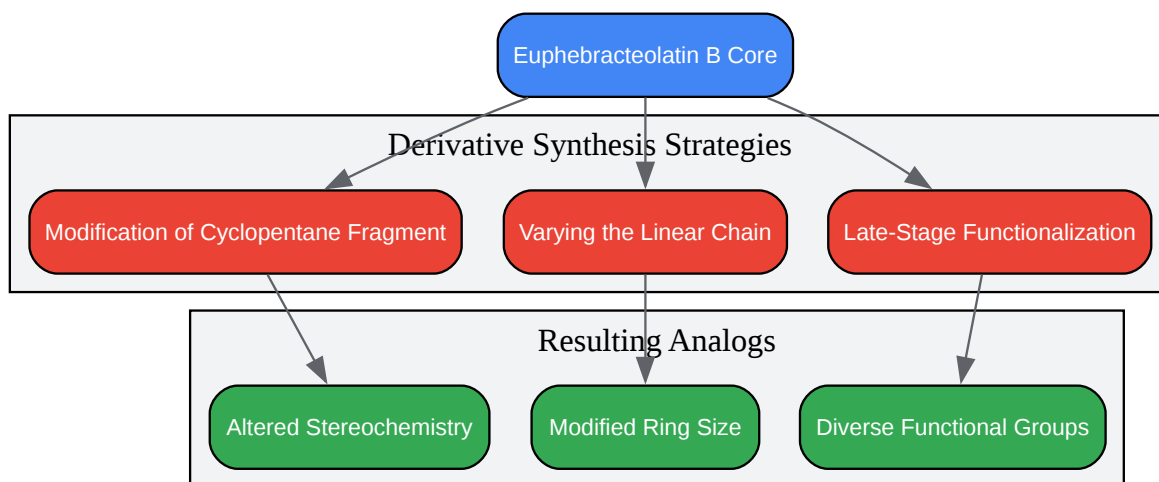 Euphebracteolatin B Core
Derivative Synthesis Strategies
Modification of Cyclopentane Fragment
Varying the Linear Chain
Late-Stage Functionalization
Resulting Analogs
Altered Stereochemistry
Modified Ring Size
Diverse Functional Groups